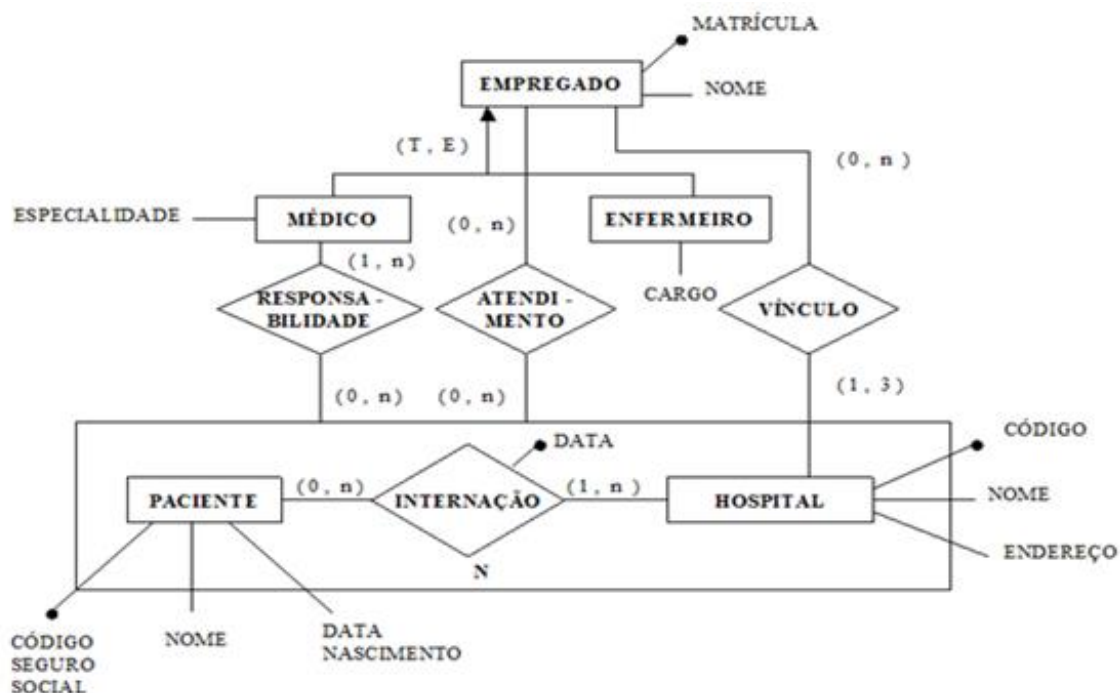 MATRÍCULA
EMPREGADO
NOME
(T, E)
(0, n)
ESPECIALIDADE
MÉDICO
(0, n)
ENFERMEIRO
(1, n)
CARGO
RESPONSA-
BILIDADE
ATENDI-
MENTO
VÍNCULO
(0, n)
(0, n)
(1, 3)
CÓDIGO
DATA
PACIENTE
(0, n)
INTERNAÇÃO
(1, n)
HOSPITAL
NOME
ENDEREÇO
N
CÓDIGO
SEGURO
SOCIAL
NOME
DATA
NASCIMENTO